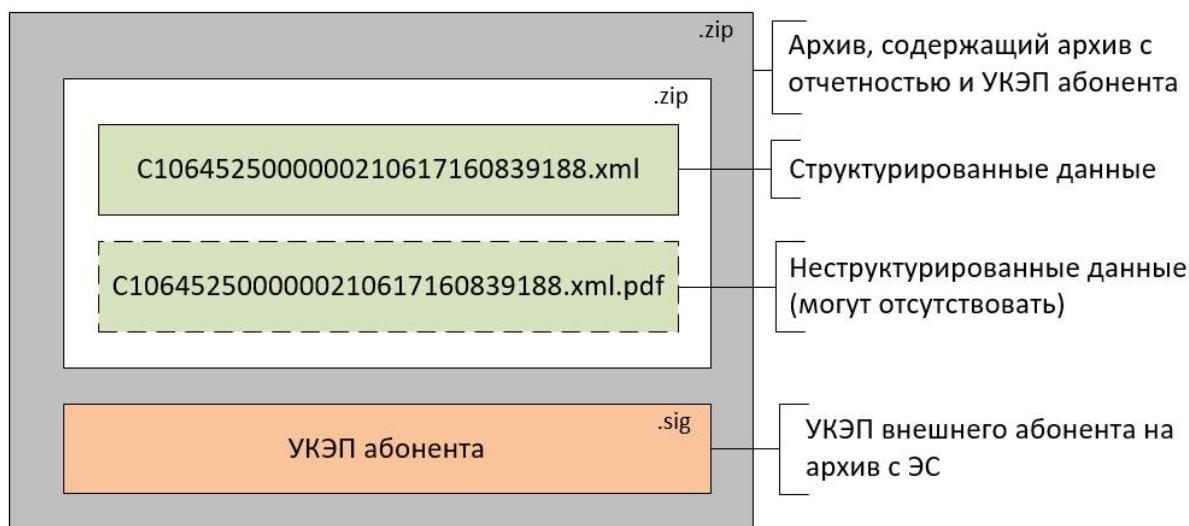 .zip
Архив, содержащий архив с
отчетностью и УКЭП абонента
.zip
C1064525000000210617160839188.xml
Структурированные данные
C1064525000000210617160839188.xml.pdf
Неструктурированные данные
(могут отсутствовать)
.sig
УКЭП абонента
УКЭП внешнего абонента на
архив с ЭС